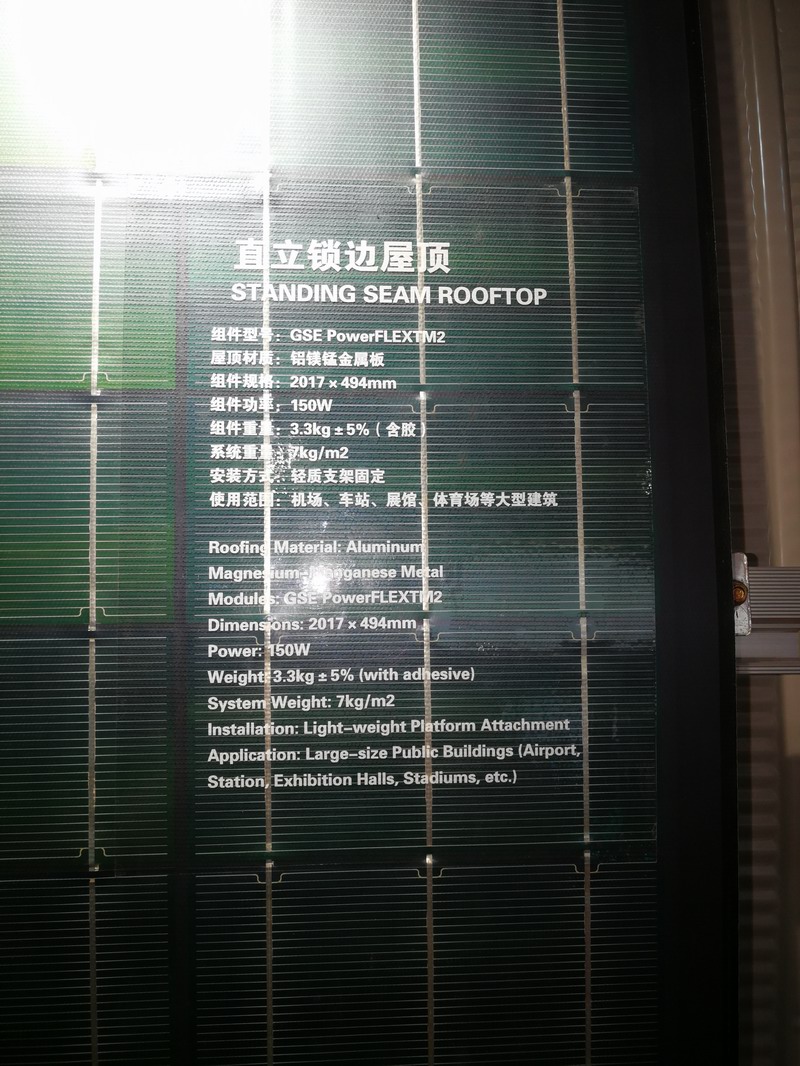 直立锁边屋顶
STANDING SEAM ROOFTOP
组件型号：GSE PowerFLEXTM2
屋顶材质：铝镁锰金属板
组件规格：2017 × 494mm
组件功率：150W
组件重量：3.3kg ± 5%（含胶）
系统重量：7kg/m2
安装方式：轻质支架固定
使用范围：机场、车站、展馆、体育场等大型建筑
Roofing Material: Aluminum
Magnesium-Manganese Metal
Modules: GSE PowerFLEXTM2
Dimensions: 2017 × 494mm
Power: 150W
Weight: 3.3kg ± 5% (with adhesive)
System Weight: 7kg/m2
Installation: Light-weight Platform Attachment
Application: Large-size Public Buildings (Airport,
Station, Exhibition Halls, Stadiums, etc.)